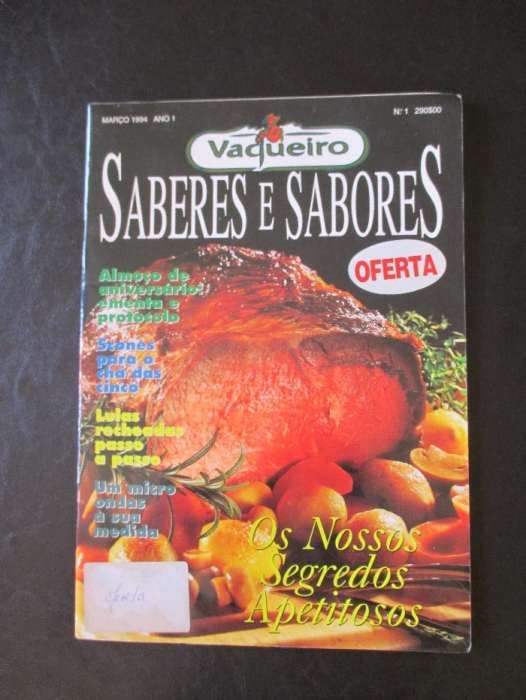 MARÇO 1994 ANO 1
Nº 1 290$00
Vaqueiro
SABERES E SABORES
OFERTA
Almoço de
aniversário:
ementa e
protocolo
Scones
para o
chá das
cinco
Lulas
recheadas
passo
a passo
Um micro
ondas
à sua
medida
Os Nossos
Segredos
Apetitosos